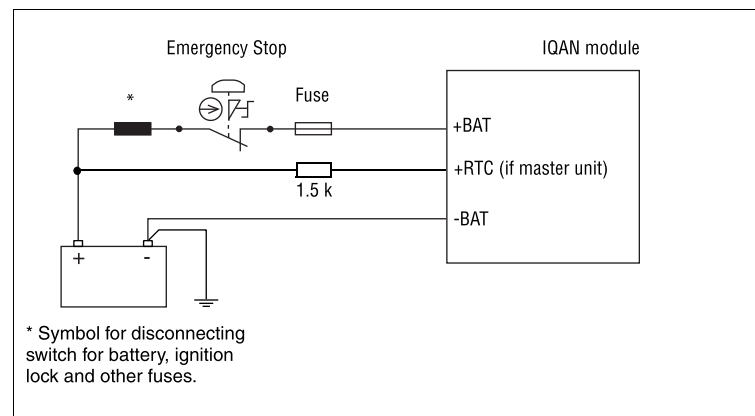 Emergency Stop
IQAN module
*
Fuse
+BAT
+RTC (if master unit)
1.5 k
-BAT
+ -
* Symbol for disconnecting
switch for battery, ignition
lock and other fuses.